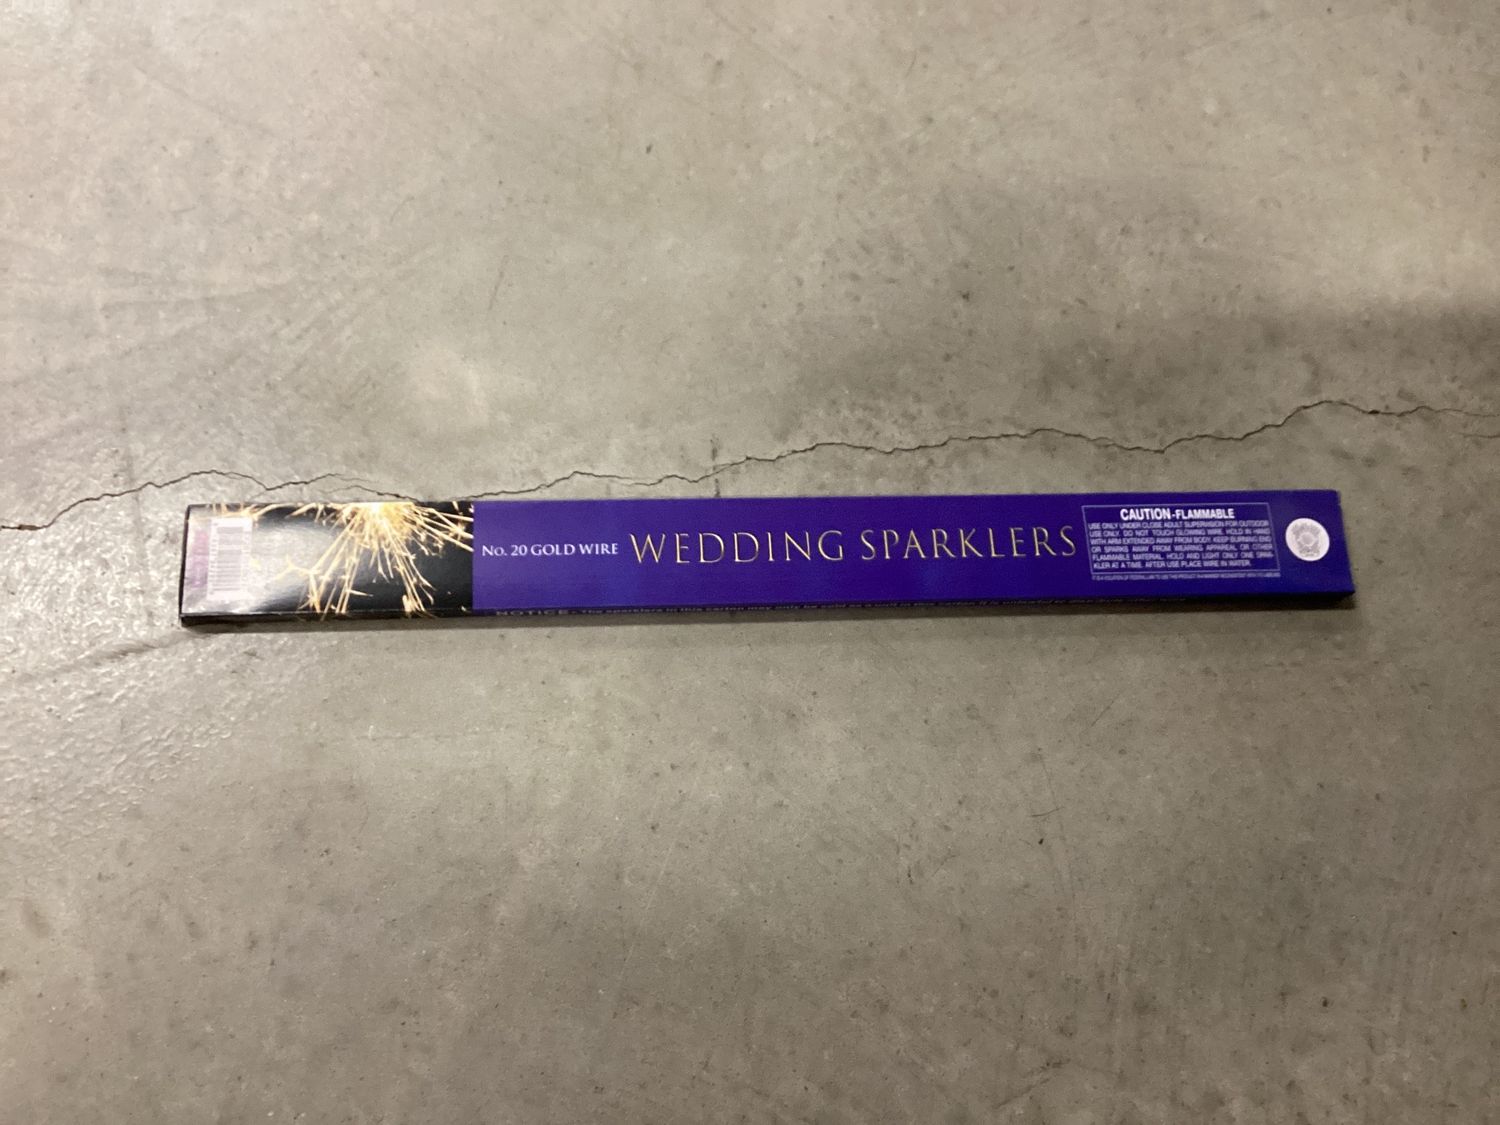 No. 20 GOLD WIRE WEDDING SPARKLERS
CAUTION-FLAMMABLE
USE ONLY UNDER CLOSE ADULT SUPERVISION FOR OUTDOOR
USE ONLY. DO NOT TOUCH GLOWING WIRE. HOLD IN HAND
WITH ARM EXTENDED AWAY FROM BODY. KEEP BURNING END
OR SPARKS AWAY FROM WEARING APPAREAL OR OTHER
FLAMMABLE MATERIAL. HOLD AND LIGHT ONLY ONE SPAR-
KLER AT A TIME. AFTER USE PLACE WIRE IN WATER.
NOTICE